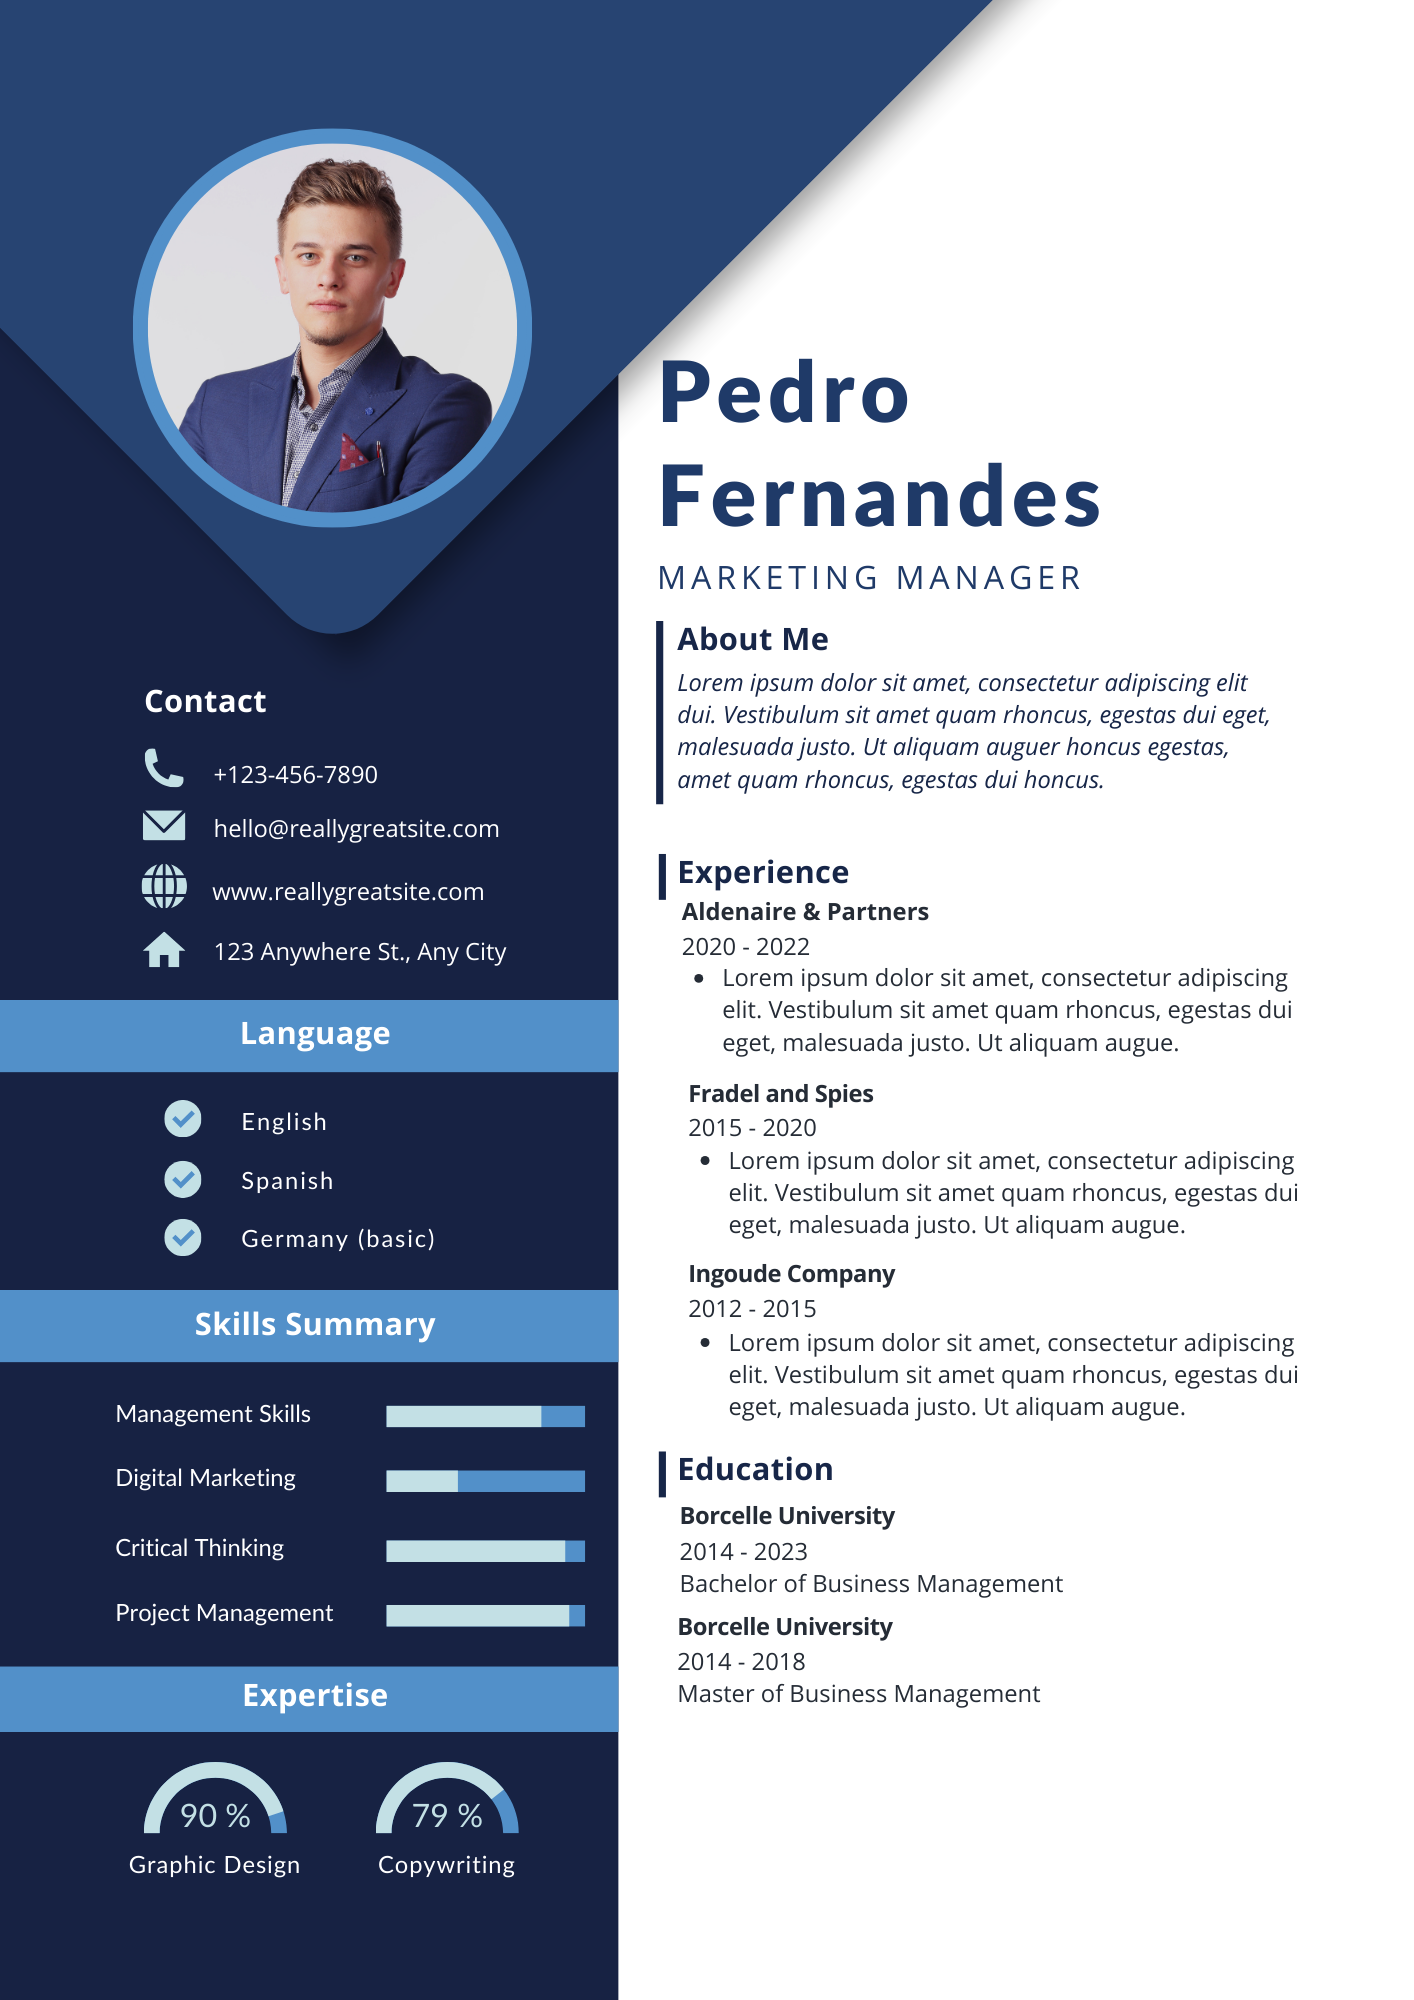 Pedro
Fernandes
MARKETING MANAGER
About Me
Lorem ipsum dolor sit amet, consectetur adipiscing elit
dui. Vestibulum sit amet quam rhoncus, egestas dui eget,
malesuada justo. Ut aliquam auguer honcus egestas,
amet quam rhoncus, egestas dui honcus.
Contact
+123-456-7890
hello@reallygreatsite.com
www.reallygreatsite.com
123 Anywhere St., Any City
Language
English
Spanish
Germany (basic)
Skills Summary
Management Skills
Digital Marketing
Critical Thinking
Project Management
Expertise
90 %
Graphic Design
79 %
Copywriting
Experience
Aldenaire & Partners
2020 - 2022
• Lorem ipsum dolor sit amet, consectetur adipiscing
elit. Vestibulum sit amet quam rhoncus, egestas dui
eget, malesuada justo. Ut aliquam augue.
Fradel and Spies
2015 - 2020
• Lorem ipsum dolor sit amet, consectetur adipiscing
elit. Vestibulum sit amet quam rhoncus, egestas dui
eget, malesuada justo. Ut aliquam augue.
Ingoude Company
2012 - 2015
• Lorem ipsum dolor sit amet, consectetur adipiscing
elit. Vestibulum sit amet quam rhoncus, egestas dui
eget, malesuada justo. Ut aliquam augue.
Education
Borcelle University
2014 - 2023
Bachelor of Business Management
Borcelle University
2014 - 2018
Master of Business Management